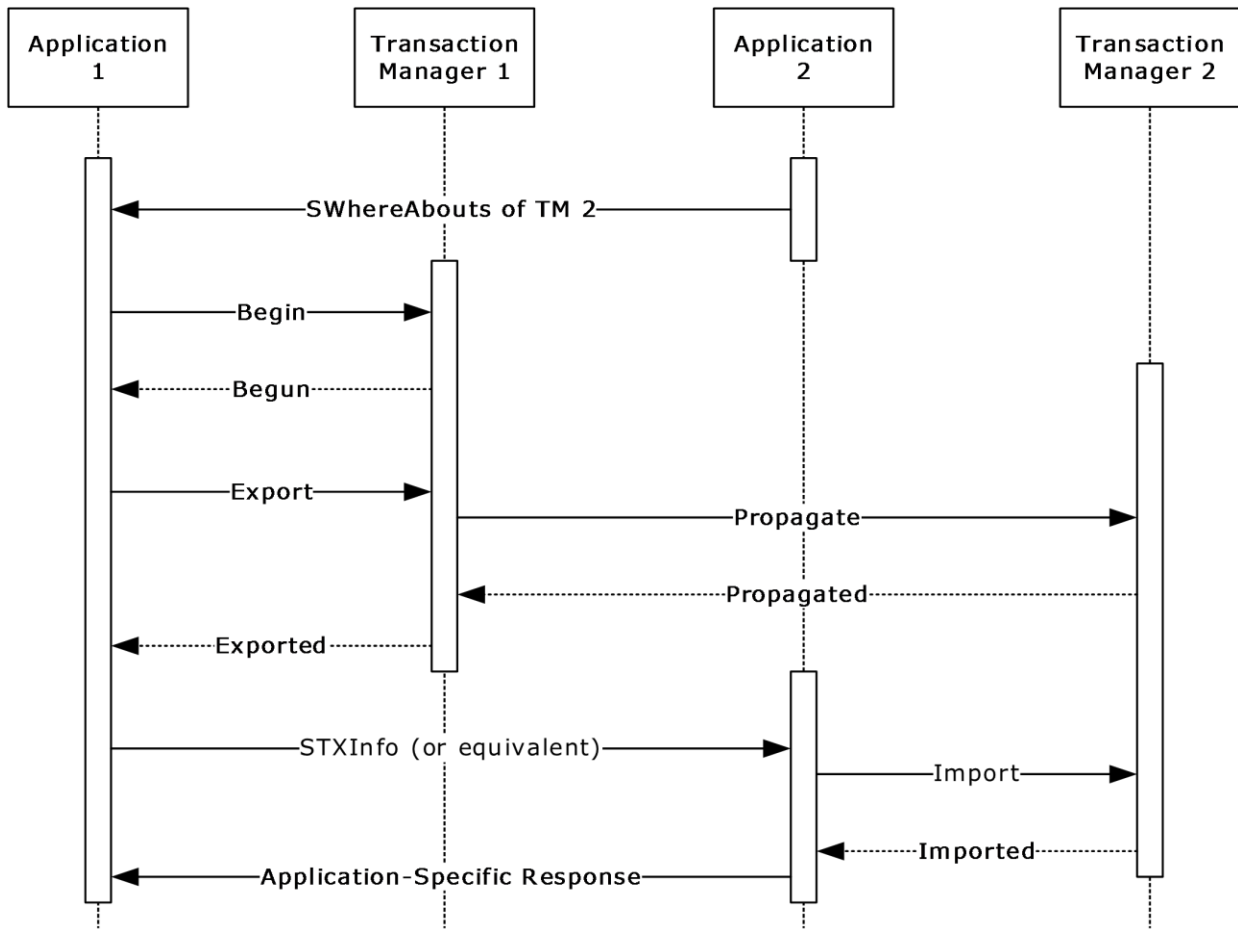 Application
1
Transaction
Manager 1
Application
2
Transaction
Manager 2
SWhereAbouts of TM 2
Begin
Begun
Export
Propagate
Propagated
Exported
STXInfo (or equivalent)
Import
Imported
Application-Specific Response